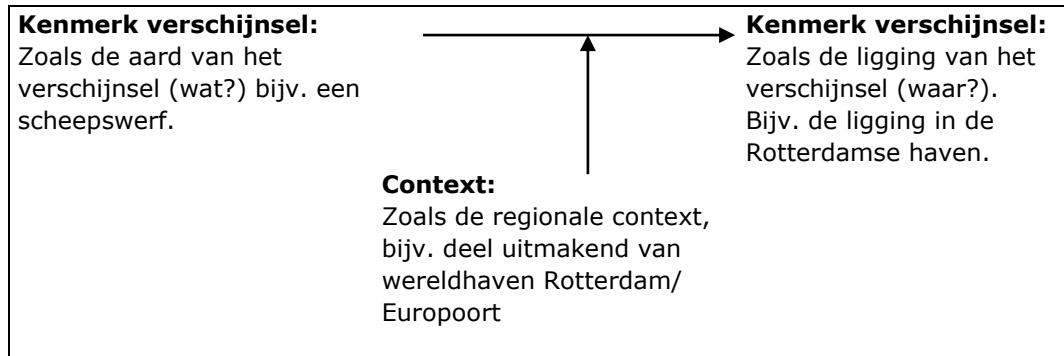 Kenmerk verschijnsel:
Zoals de aard van het
verschijnsel (wat?) bijv. een
scheepswerf.
Kenmerk verschijnsel:
Zoals de ligging van het
verschijnsel (waar?).
Bijv. de ligging in de
Rotterdamse haven.
Context:
Zoals de regionale context,
bijv. deel uitmakend van
wereldhaven Rotterdam/
Europoort